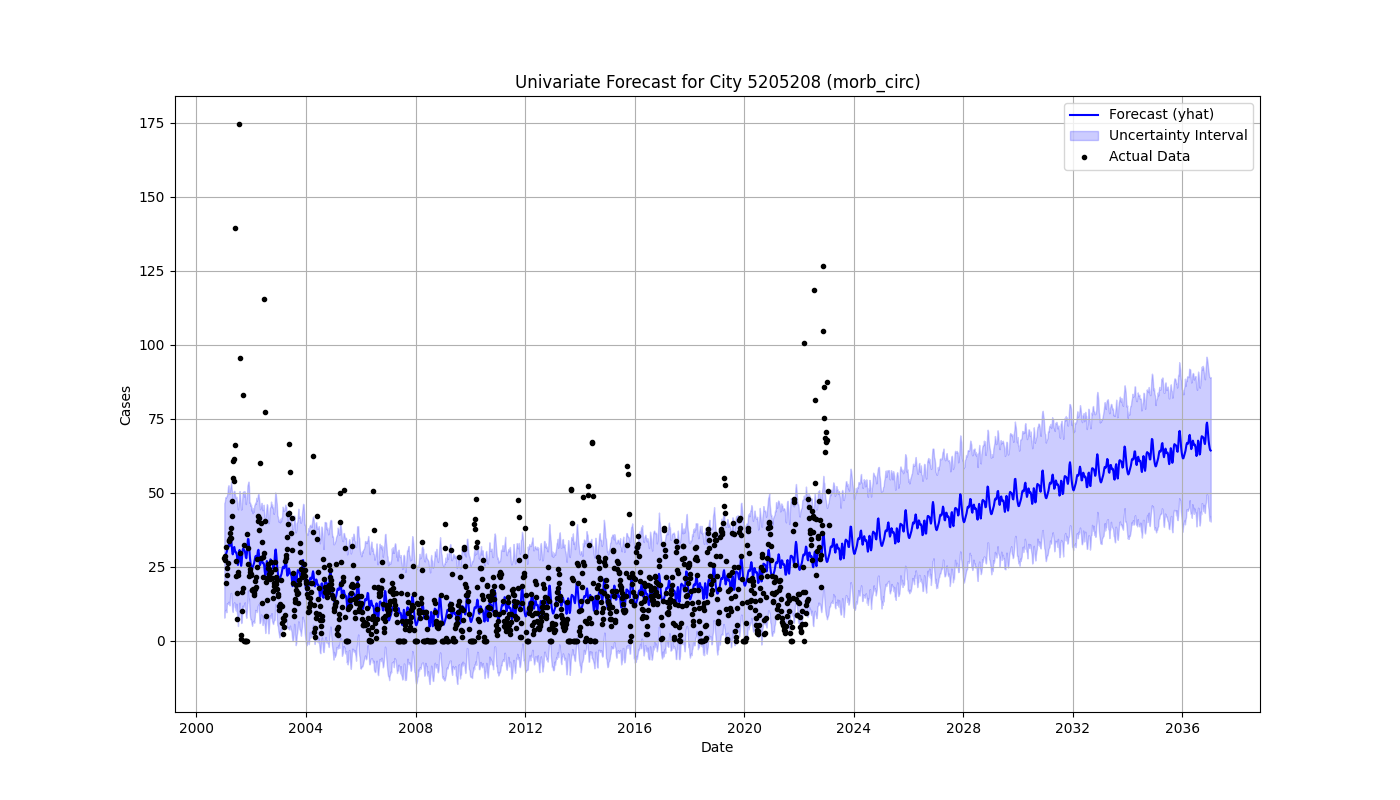 Univariate Forecast for City 5205208 (morb_circ)
Forecast (yhat)
Uncertainty Interval
Actual Data
175
150
125
100
75
50
25
0
Cases
2000 2004 2008 2012 2016 2020 2024 2028 2032 2036
Date